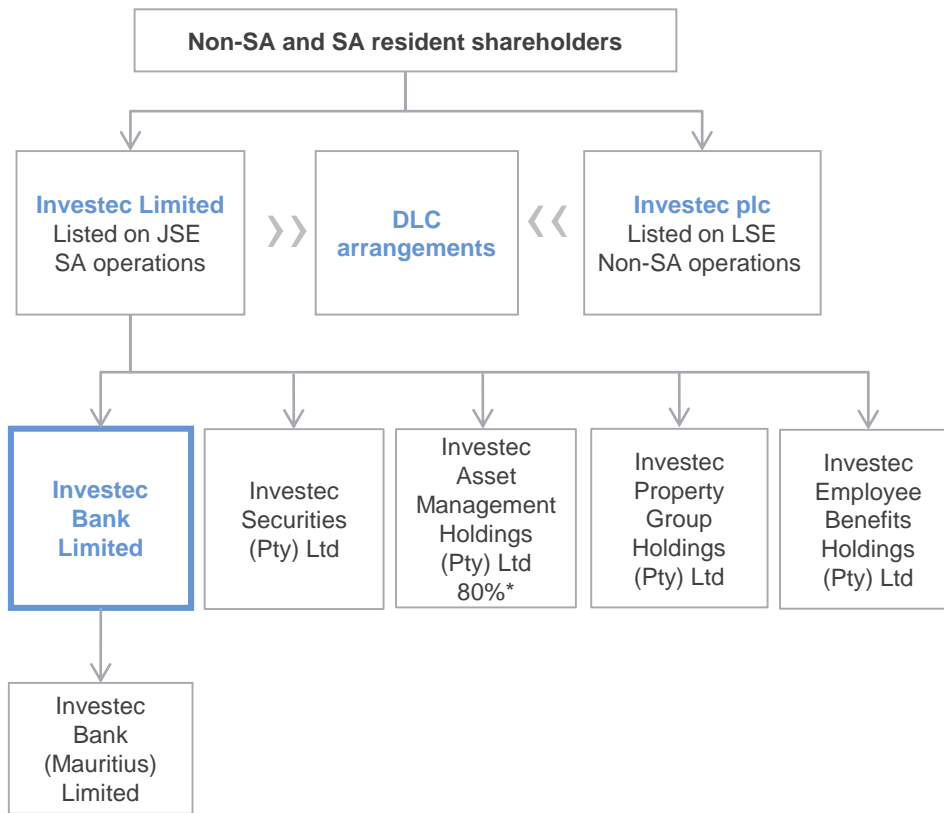 Non-SA and SA resident shareholders
Investec Limited
Listed on JSE
SA operations
DLC
arrangements
Investec plc
Listed on LSE
Non-SA operations
Investec
Bank
Limited
Investec
Securities
(Pty) Ltd
Investec
Asset
Management
Holdings
(Pty) Ltd
80%*
Investec
Property
Group
Holdings
(Pty) Ltd
Investec
Employee
Benefits
Holdings
(Pty) Ltd
Investec
Bank
(Mauritius)
Limited